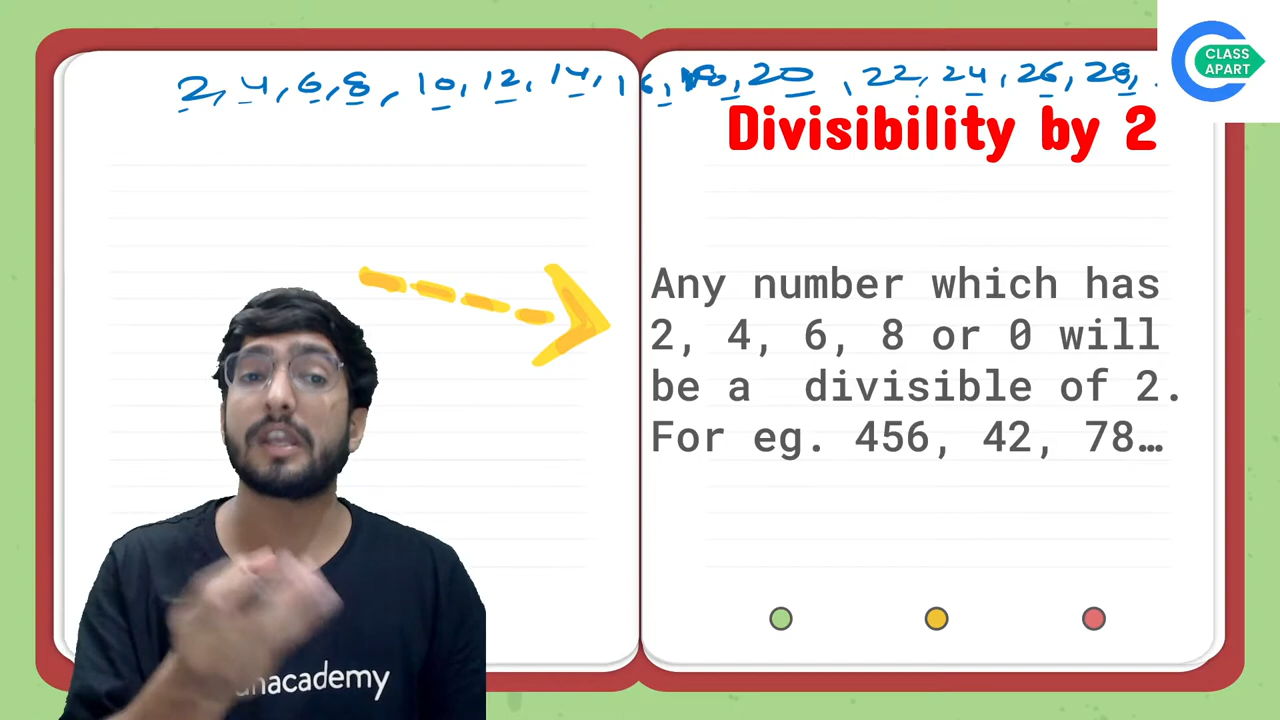 2, 4, 6, 8, 10, 12, 14, 16, 18, 20, 22, 24, 26, 28,
CLASS
APART
Divisibility by 2
Any number which has
2, 4, 6, 8 or 0 will
be a divisible of 2.
For eg. 456, 42, 78…